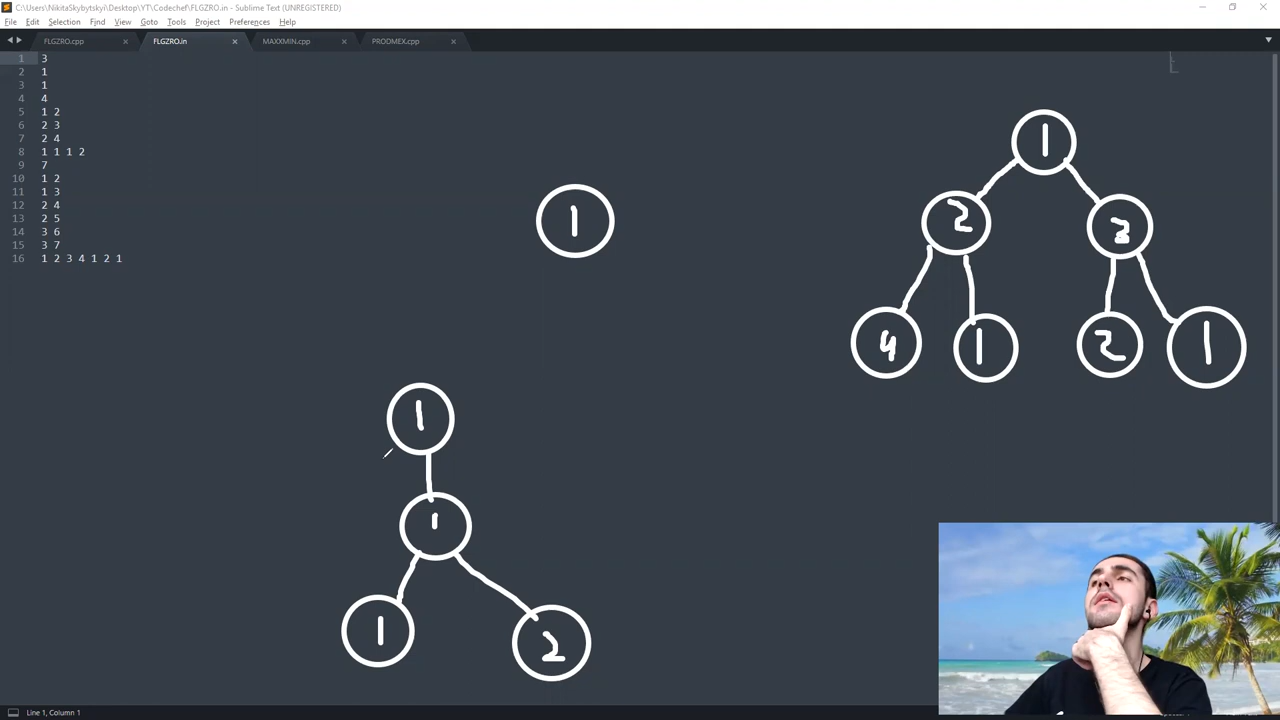 C:\Users\NikitaSkybytskyi\Desktop\YT\Codechef\FLGZRO.in - Sublime Text (UNREGISTERED)
File Edit Selection Find View Goto Tools Project Preferences Help
FLGZRO.cpp FLGZRO.in MAXXMIN.cpp PRODMEX.cpp
1 3
2 1
3 1
4 4
5 1 2
6 2 3
7 2 4
8 1 1 1 2
9 7
10 1 2
11 1 3
12 2 4
13 2 5
14 3 6
15 3 7
16 1 2 3 4 1 2 1
1
1
2 3
4 1 2 1
1
1
1 2
Line 1, Column 1